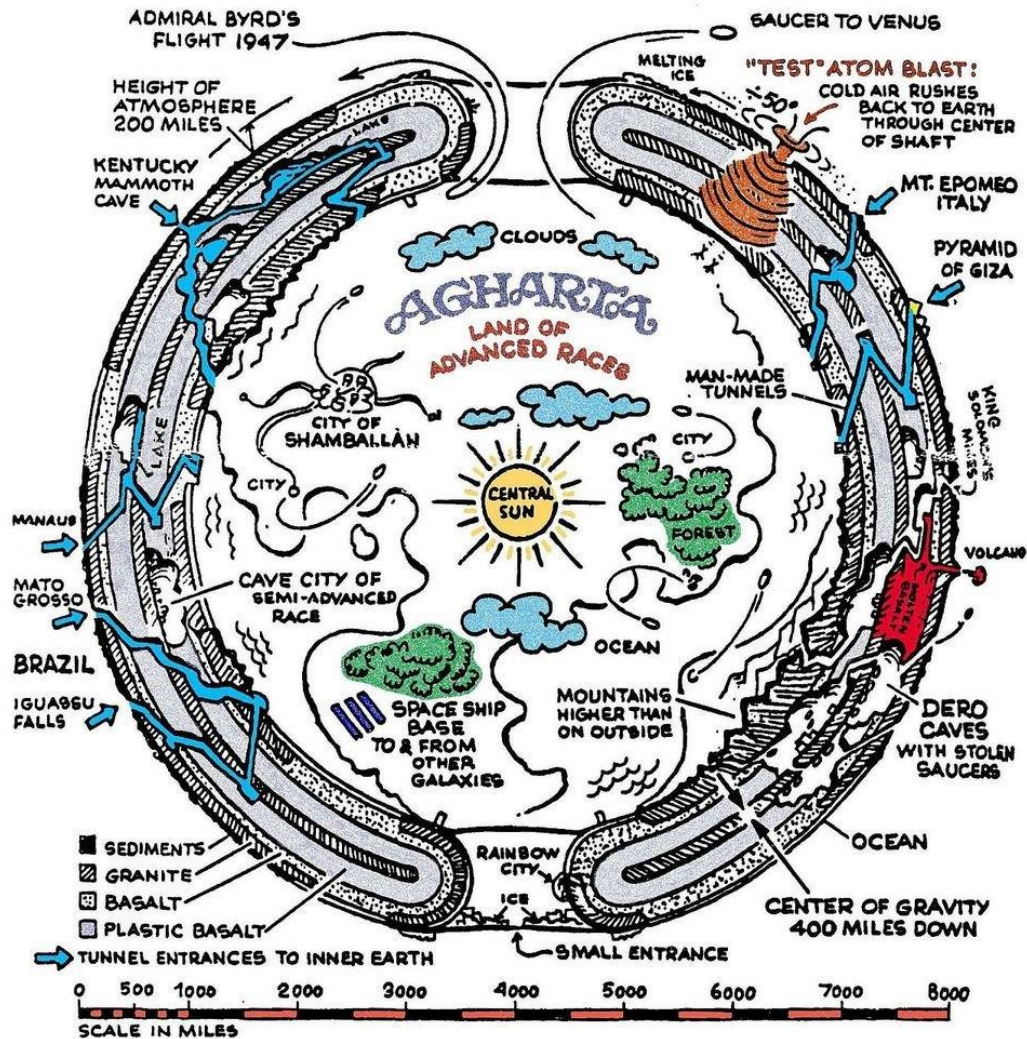 ADMIRAL BYRD'S
FLIGHT 1947
SAUCER TO VENUS
MELTING
ICE
"TEST" ATOM BLAST:
COLD AIR RUSHES
BACK TO EARTH
THROUGH CENTER
OF SHAFT
÷50°
HEIGHT OF
ATMOSPHERE
200 MILES
LAKE
KENTUCKY
MAMMOTH
CAVE
MT. EPOMEO
ITALY
PYRAMID
OF GIZA
CLOUDS
AGHARTA
LAND OF
ADVANCED RACES
MAN-MADE
TUNNELS
KING
SOLOMON'S
MINES
CITY OF
SHAMBALLAH
LAKE
CITY
CITY
CENTRAL
SUN
FOREST
MANAUS
VOLCANO
MOLTEN
BASALT
MATO
GROSSO
CAVE CITY OF
SEMI-ADVANCED
RACE
OCEAN
BRAZIL
IGUASSU
FALLS
SPACE SHIP
BASE
TO & FROM
OTHER
GALAXIES
MOUNTAINS
HIGHER THAN
ON OUTSIDE
DERO
CAVES
WITH STOLEN
SAUCERS
OCEAN
SEDIMENTS
GRANITE
BASALT
PLASTIC BASALT
TUNNEL ENTRANCES TO INNER EARTH
RAINBOW
CITY
ICE
SMALL ENTRANCE
CENTER OF GRAVITY
400 MILES DOWN
0 500 1000 2000 3000 4000 5000 6000 7000 8000
SCALE IN MILES